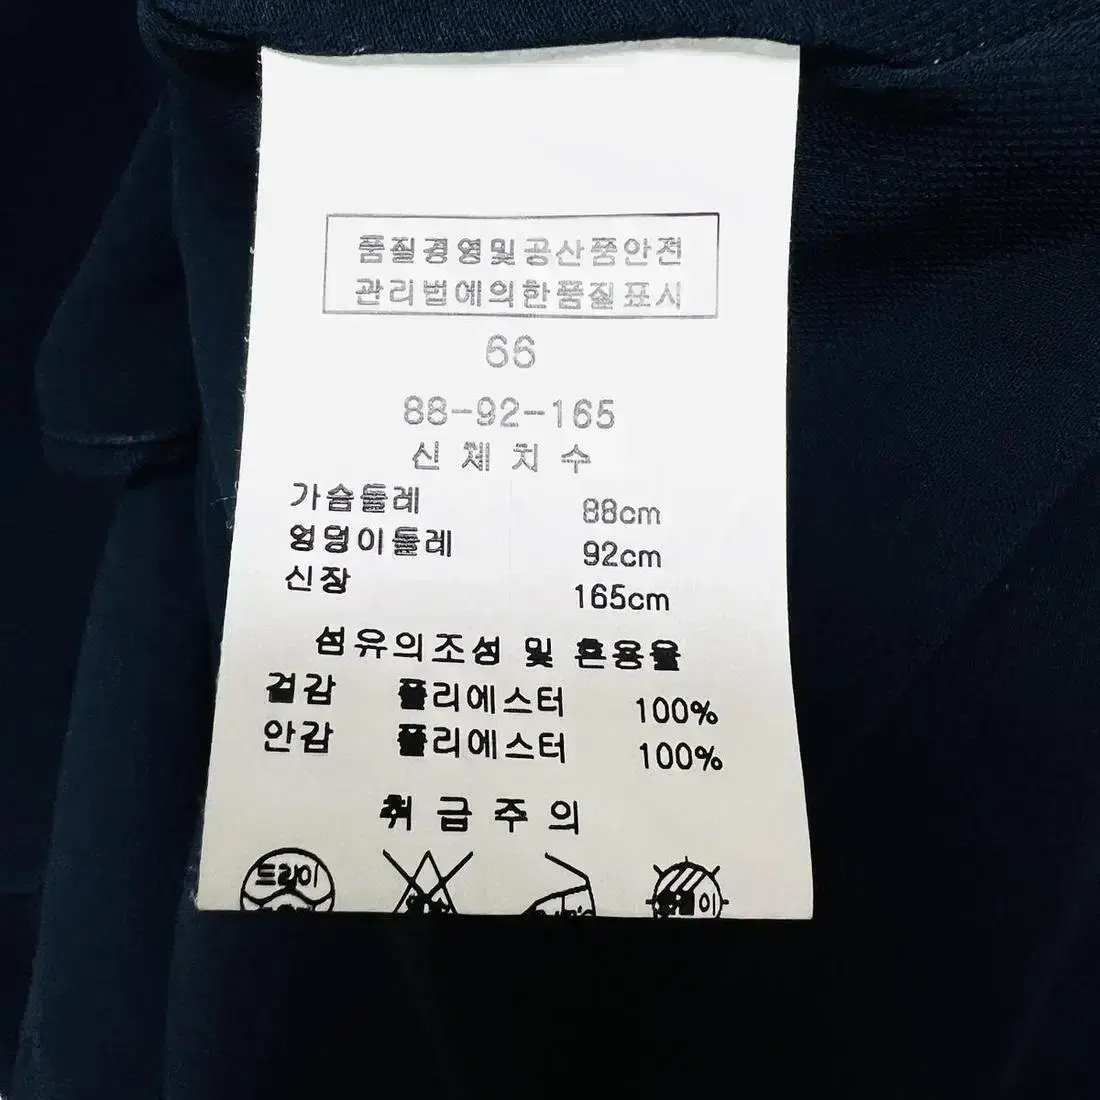 품질경영및공산품안전
관리법에의한품질표시
66
88-92-165
신체치수
가슴둘레 88cm
엉덩이둘레 92cm
신장 165cm
섬유의조성 및 혼용율
겉감 폴리에스터 100%
안감 폴리에스터 100%
취급주의
드라이